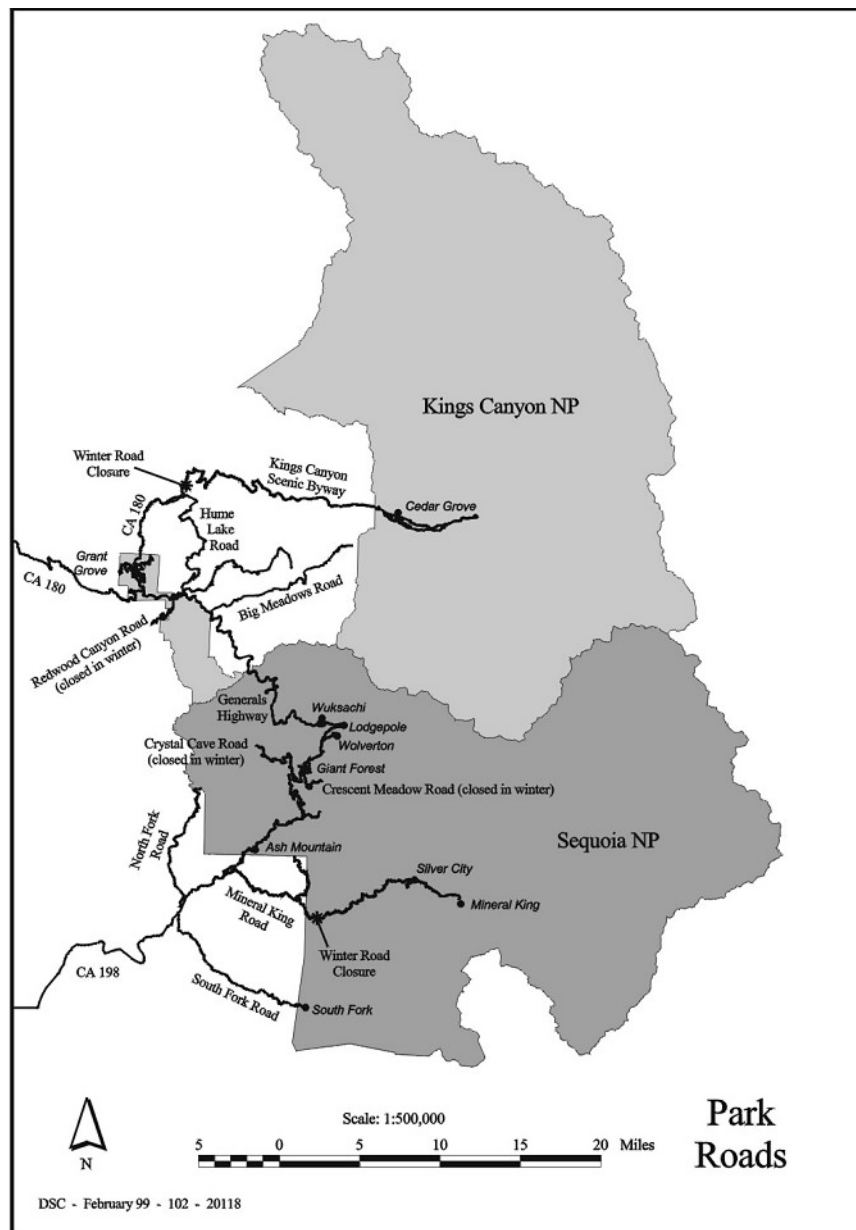 Kings Canyon NP
Winter Road
Closure
Kings Canyon
Scenic Byway
Cedar Grove
CA 180
Hume
Lake
Road
Grant
Grove
CA 180
Big Meadows Road
Redwood Canyon Road
(closed in winter)
Generals
Highway
Wuksachi
Lodgepole
Wolverton
Crystal Cave Road
(closed in winter)
Giant Forest
Crescent Meadow Road (closed in winter)
North Fork
Road
Ash Mountain
Sequoia NP
Silver City
Mineral King
Mineral King
Road
Winter Road
Closure
CA 198
South Fork Road
South Fork
N
Scale: 1:500,000
5 0 5 10 15 20 Miles
Park
Roads
DSC - February 99 - 102 - 20118